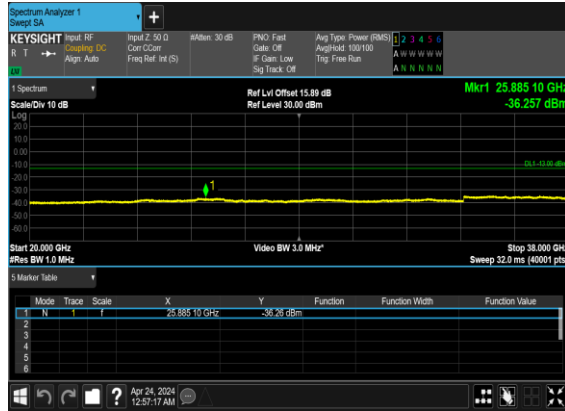 Spectrum Analyzer 1
Swept SA
KEYSIGHT Input: RF Input Z: 50 Ω #Atten: 30 dB PNO: Fast Avg Type: Power (RMS) 1 2 3 4 5 6
R T Coupling: DC Corr CCorr Gate: Off Avg|Hold: 100/100 A W W W W W
Align: Auto Freq Ref: Int (S) IF Gain: Low Trig: Free Run
Sig Track: Off A N N N N N
1 Spectrum Ref Lvl Offset 15.89 dB Mkr1 25.885 10 GHz
Scale/Div 10 dB Ref Level 30.00 dBm -36.257 dBm
Log
20.0
10.0
0.00
-10.0 DL1 -13.00 dBm
-20.0
-30.0 1
-40.0
-50.0
-60.0
Start 20.000 GHz Video BW 3.0 MHz* Stop 38.000 GHz
#Res BW 1.0 MHz Sweep 32.0 ms (40001 pts)
5 Marker Table
Mode Trace Scale X Y Function Function Width Function Value
1 N 1 f 25.885 10 GHz -36.26 dBm
2
3
4
5
6
? Apr 24, 2024
12:57:17 AM